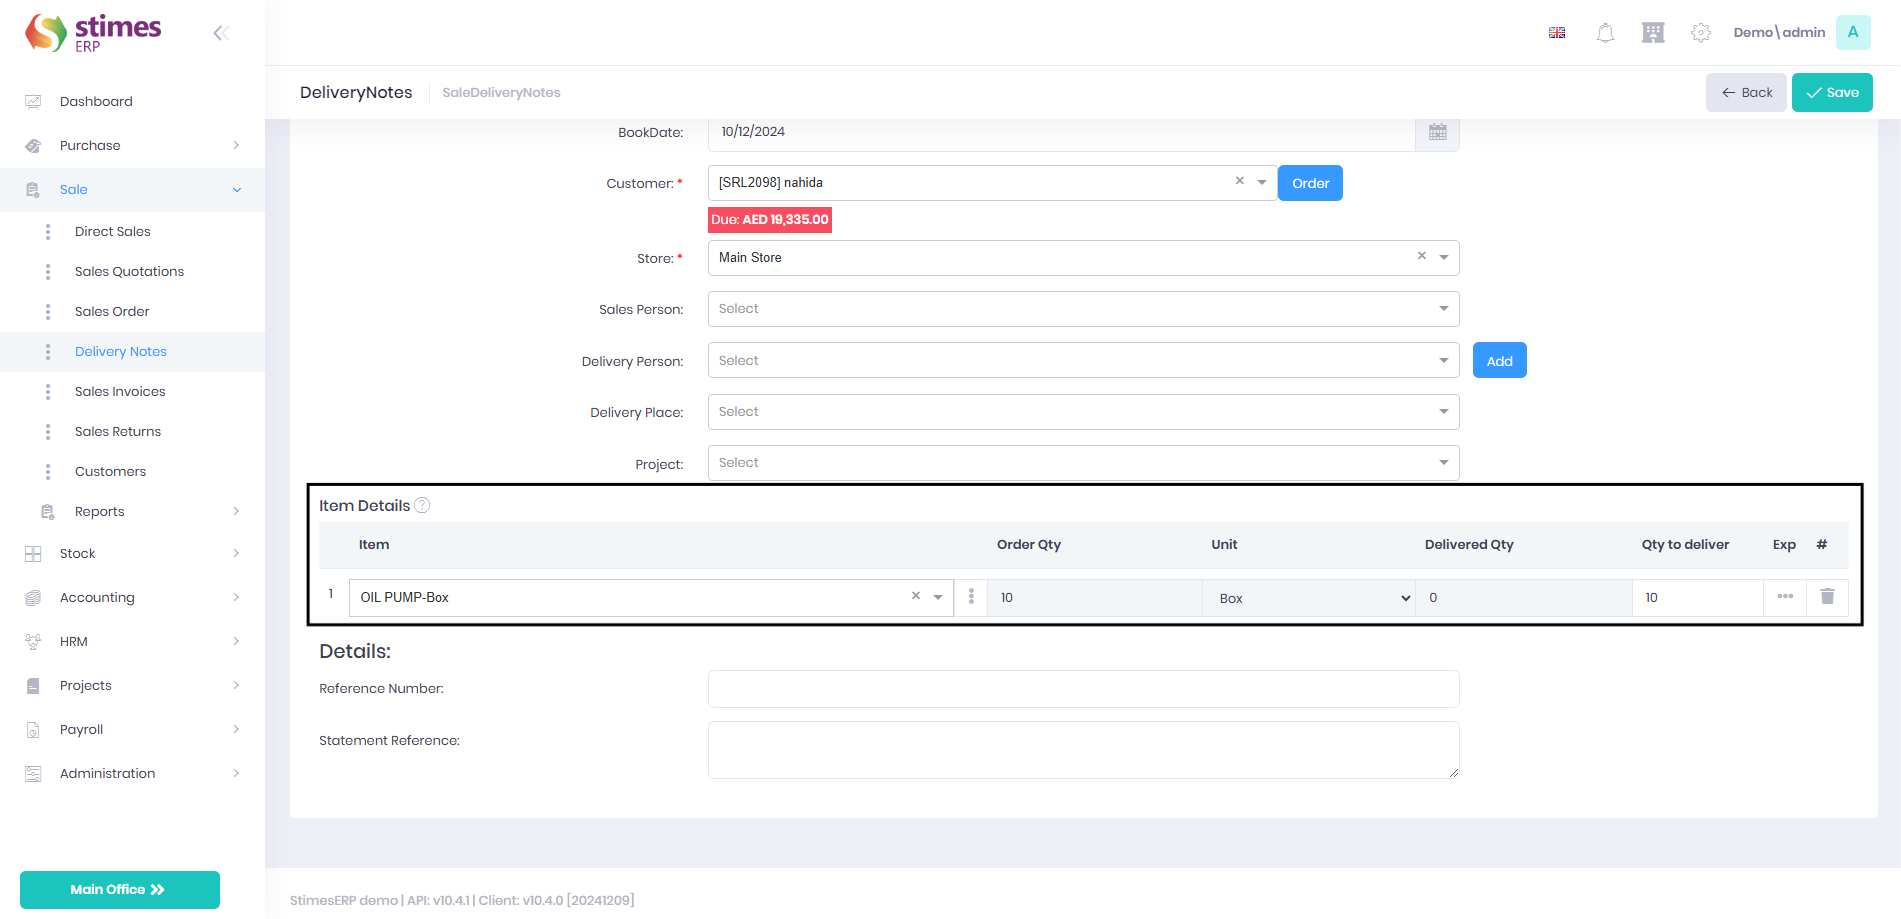 stimes
ERP
Demo\admin
A
DeliveryNotes
SaleDeliveryNotes
Back
Save
Dashboard
Purchase
Sale
Direct Sales
Sales Quotations
Sales Order
Delivery Notes
Sales Invoices
Sales Returns
Customers
Reports
Stock
Accounting
HRM
Projects
Payroll
Administration
Main Office
BookDate: 10/12/2024
Customer: * [SRL2098] nahida × Order
Due: AED 19,335.00
Store: * Main Store ×
Sales Person: Select
Delivery Person: Select Add
Delivery Place: Select
Project: Select
Item Details ?
Item Order Qty Unit Delivered Qty Qty to deliver Exp #
1 OIL PUMP-Box × 10 Box 0 10
Details:
Reference Number:
Statement Reference:
StimesERP demo | API: v10.4.1 | Client: v10.4.0 [20241209]